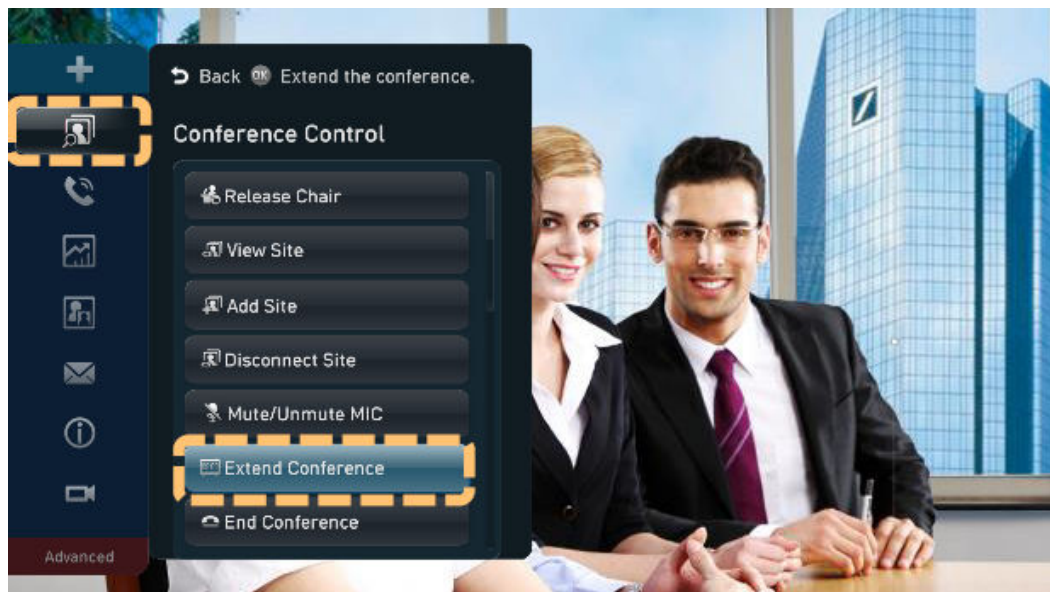 Back OK Extend the conference.
Conference Control
Release Chair
View Site
Add Site
Disconnect Site
Mute/Unmute MIC
Extend Conference
End Conference
Advanced